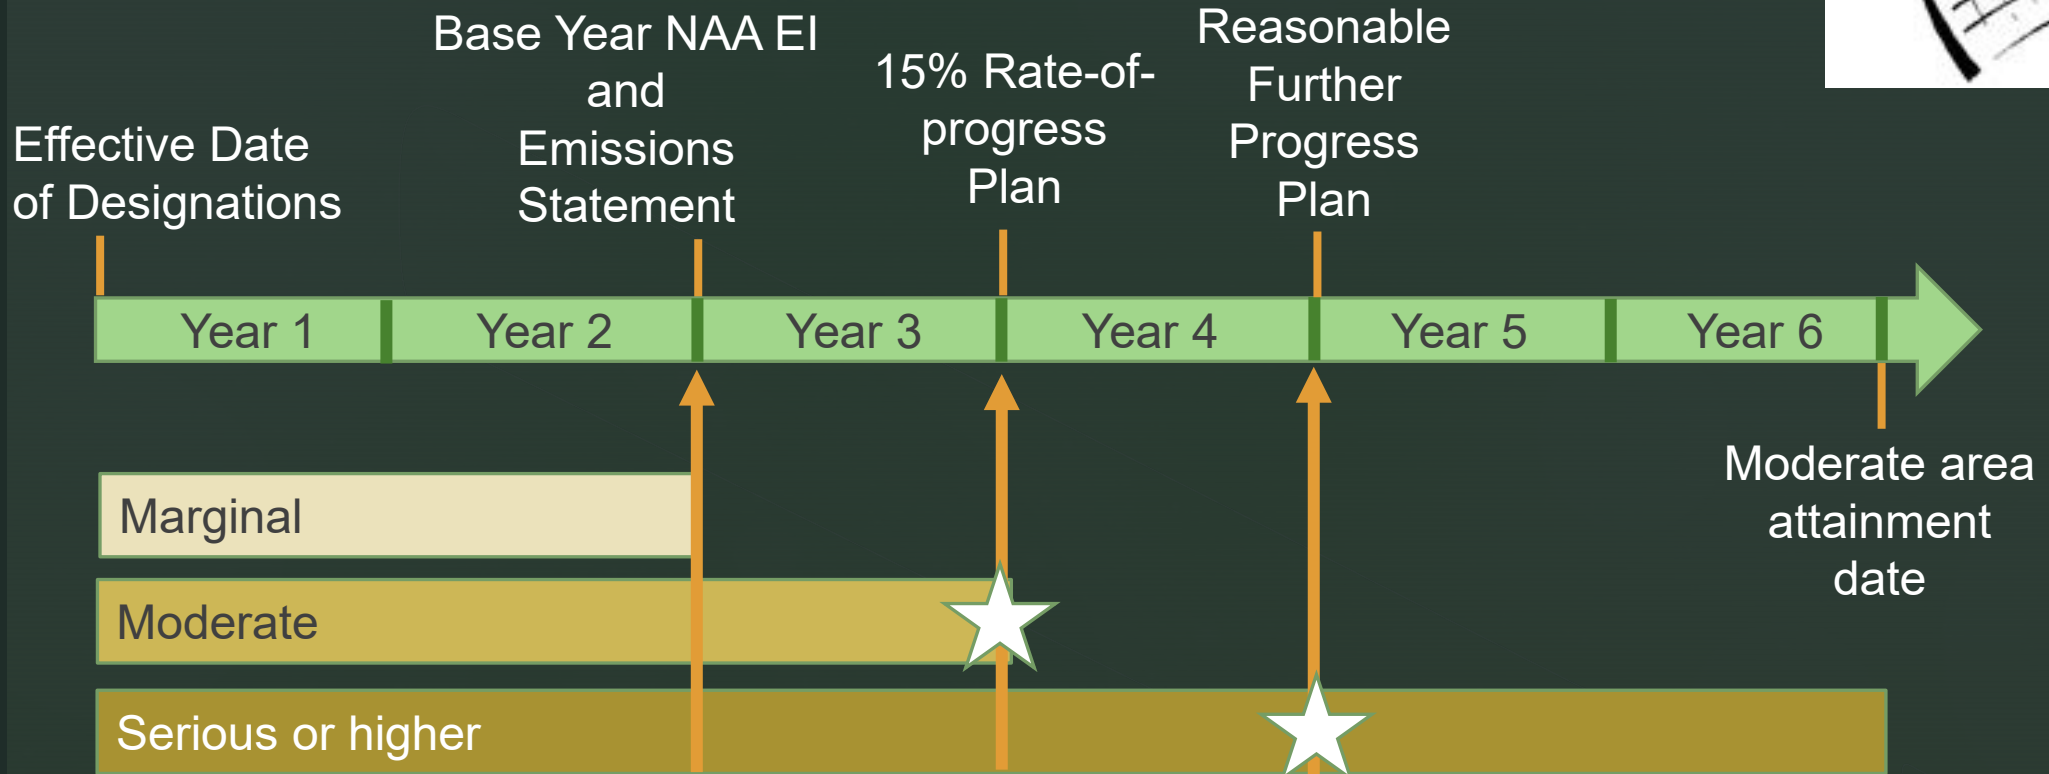 Effective Date
of Designations
Base Year NAA EI
and
Emissions
Statement
15% Rate-of-
progress
Plan
Reasonable
Further
Progress
Plan
Year 1
Year 2
Year 3
Year 4
Year 5
Year 6
Moderate area
attainment
date
Marginal
Moderate
Serious or higher